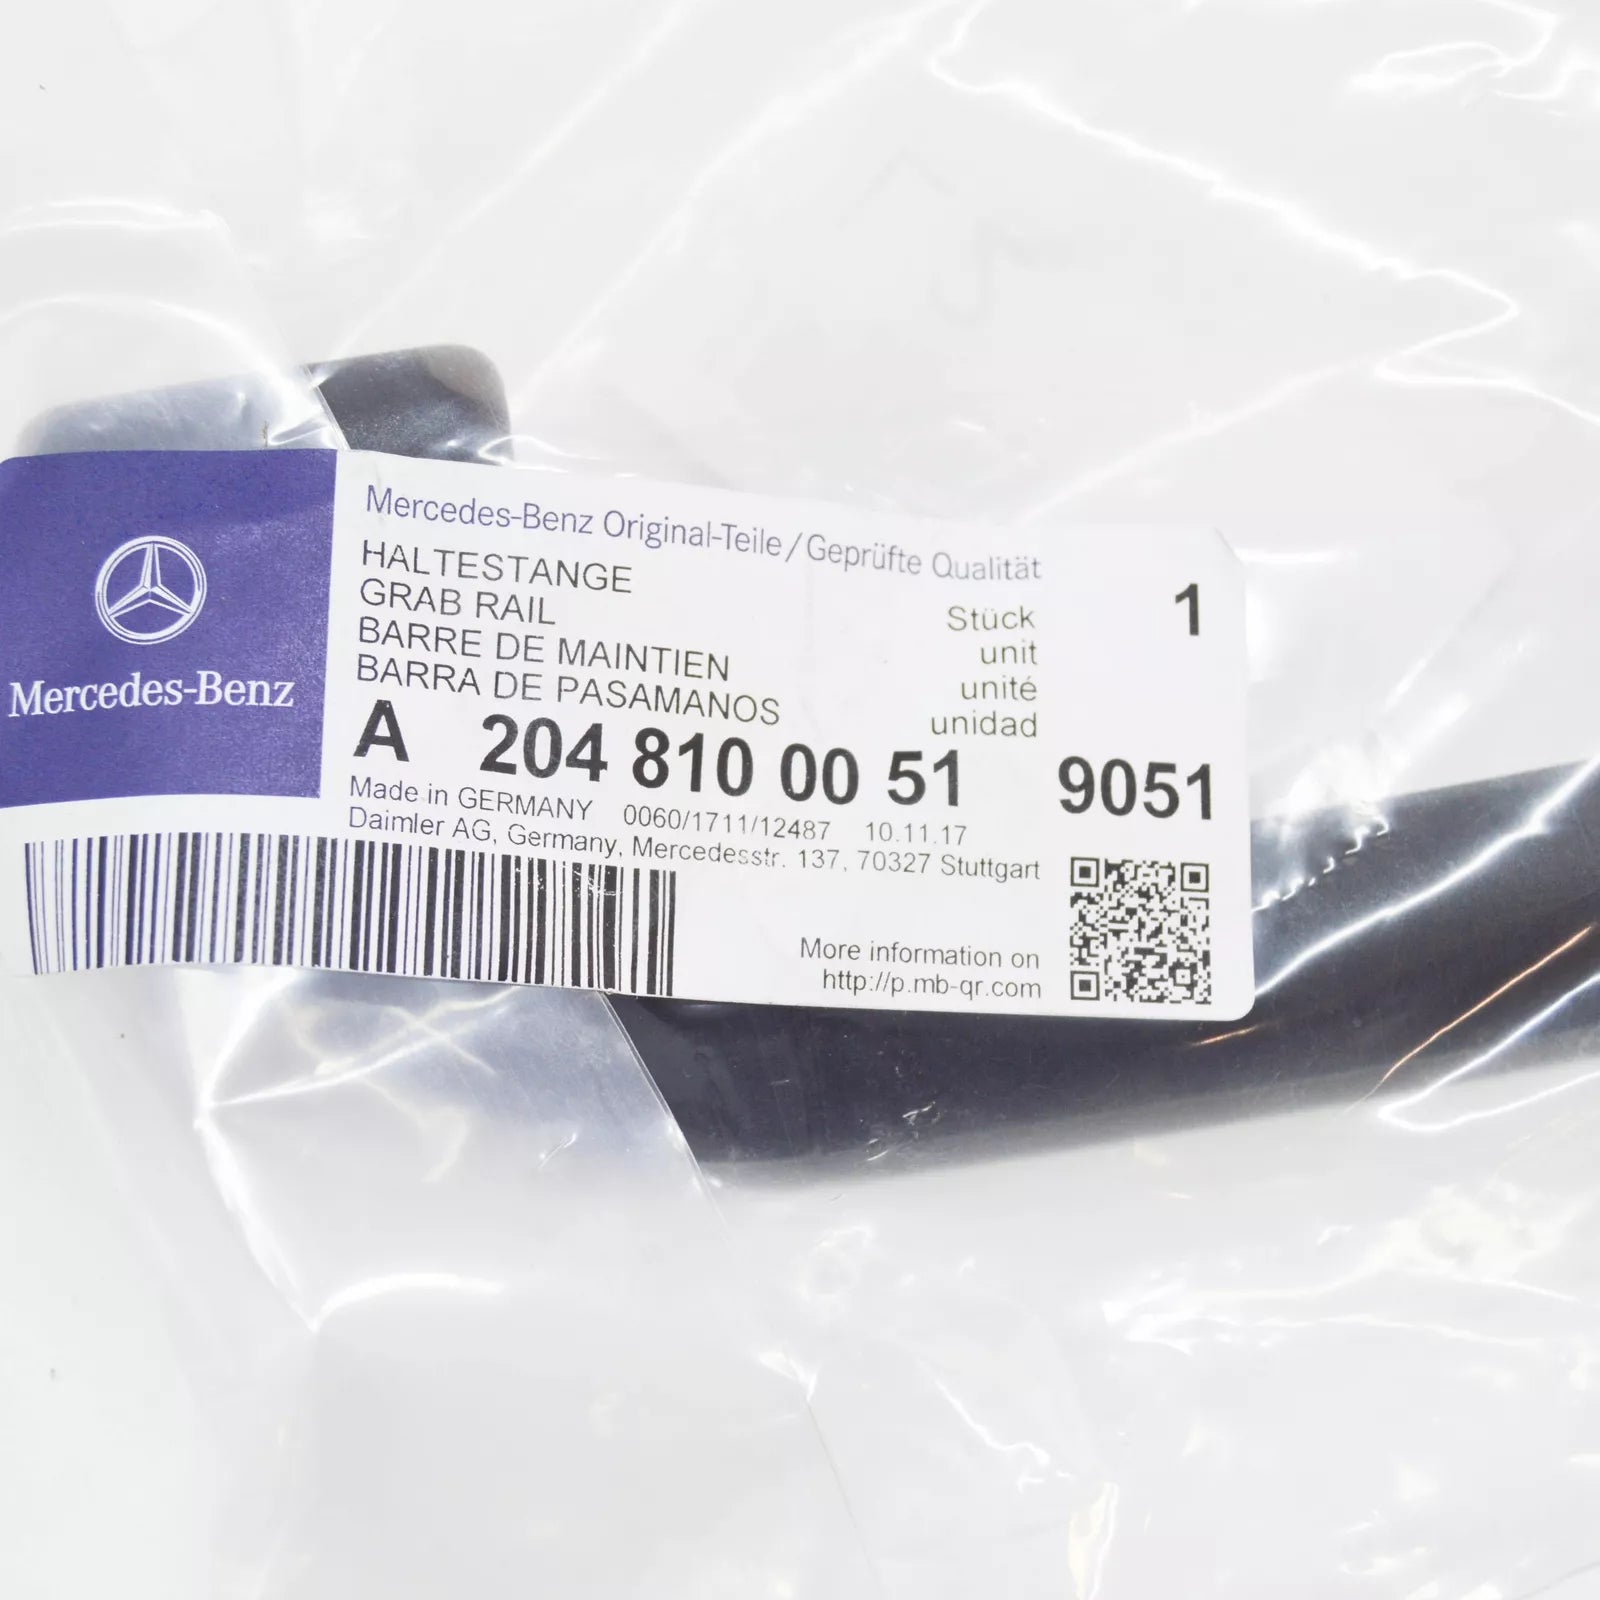 Mercedes-Benz
Mercedes-Benz Original-Teile/Geprüfte Qualität
HALTESTANGE
GRAB RAIL
BARRE DE MAINTIEN
BARRA DE PASAMANOS
Stück
unit
unité
unidad
1
A 204 810 00 51 9051
Made in GERMANY 0060/1711/12487 10.11.17
Daimler AG, Germany, Mercedesstr. 137, 70327 Stuttgart
More information on
http://p.mb-qr.com